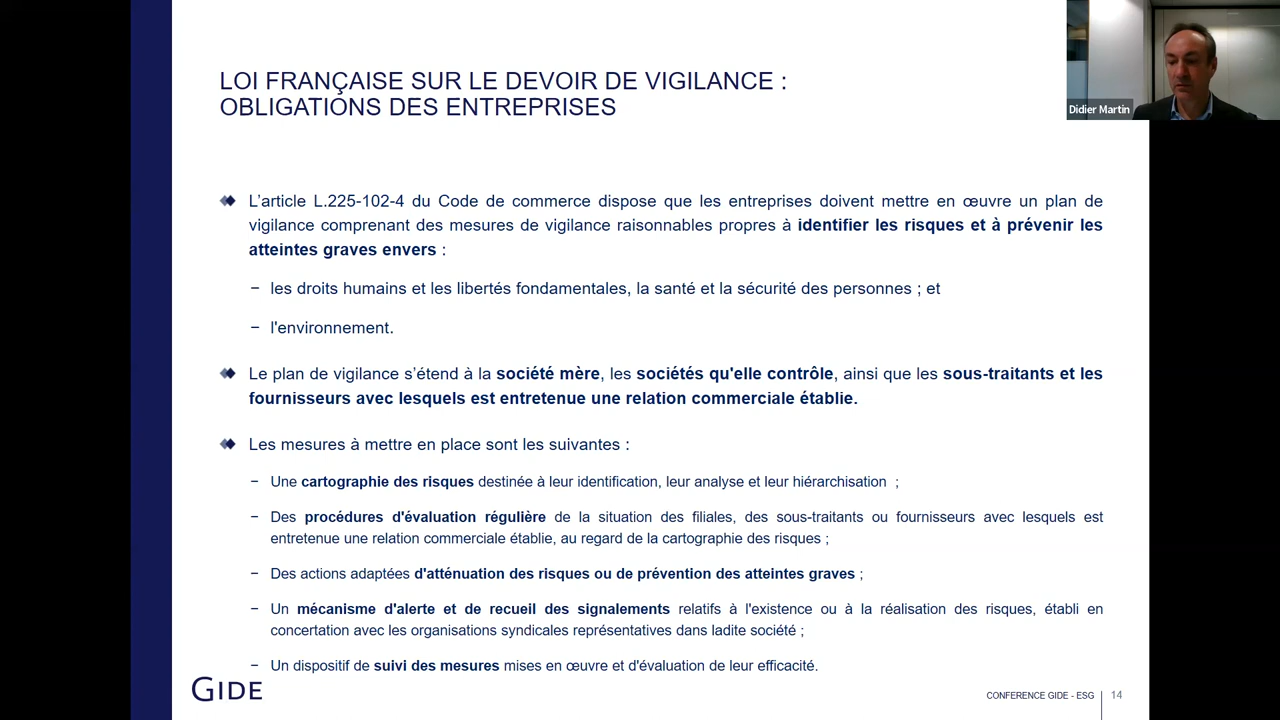 LOI FRANÇAISE SUR LE DEVOIR DE VIGILANCE :
OBLIGATIONS DES ENTREPRISES
Didier Martin
L’article L.225-102-4 du Code de commerce dispose que les entreprises doivent mettre en œuvre un plan de
vigilance comprenant des mesures de vigilance raisonnables propres à identifier les risques et à prévenir les
atteintes graves envers :
− les droits humains et les libertés fondamentales, la santé et la sécurité des personnes ; et
− l'environnement.
Le plan de vigilance s’étend à la société mère, les sociétés qu'elle contrôle, ainsi que les sous-traitants et les
fournisseurs avec lesquels est entretenue une relation commerciale établie.
Les mesures à mettre en place sont les suivantes :
− Une cartographie des risques destinée à leur identification, leur analyse et leur hiérarchisation ;
− Des procédures d'évaluation régulière de la situation des filiales, des sous-traitants ou fournisseurs avec lesquels est
entretenue une relation commerciale établie, au regard de la cartographie des risques ;
− Des actions adaptées d'atténuation des risques ou de prévention des atteintes graves ;
− Un mécanisme d'alerte et de recueil des signalements relatifs à l'existence ou à la réalisation des risques, établi en
concertation avec les organisations syndicales représentatives dans ladite société ;
− Un dispositif de suivi des mesures mises en œuvre et d'évaluation de leur efficacité.
GIDE
CONFERENCE GIDE - ESG 14